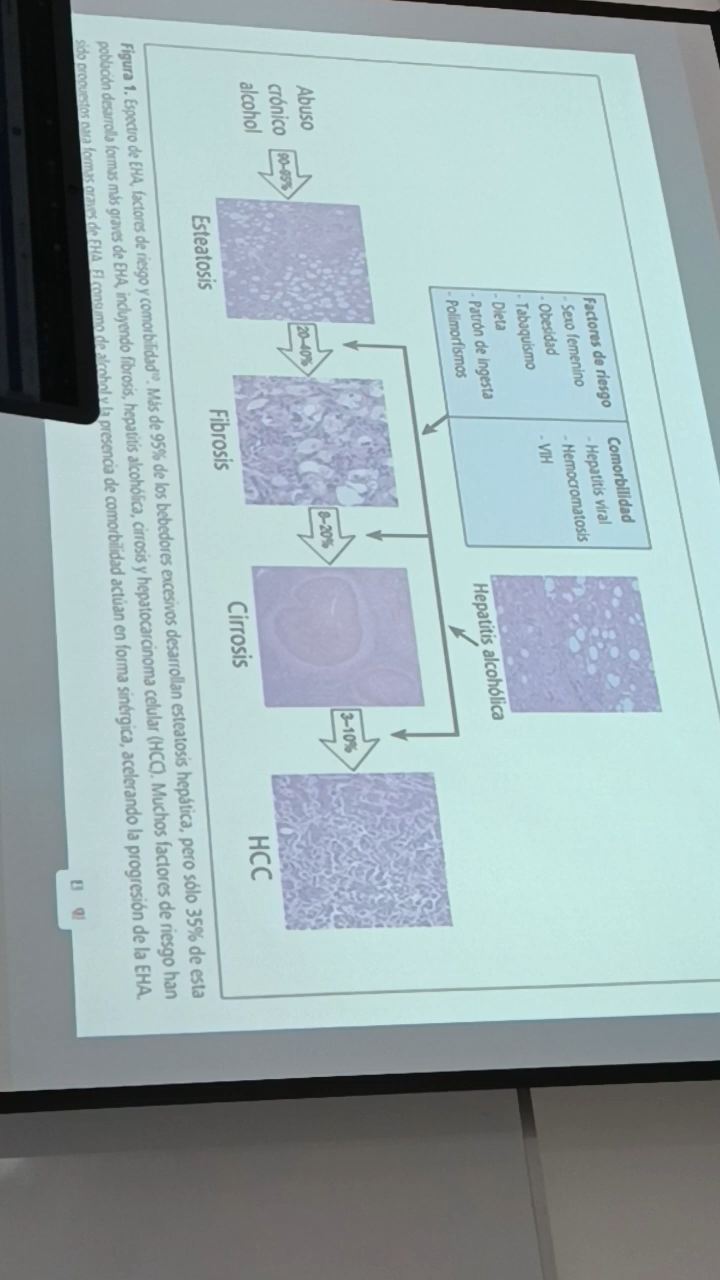 Factores de riesgo
- Sexo femenino
- Obesidad
- Tabaquismo
- Dieta
- Patrón de ingesta
- Polimorfismos
Comorbilidad
- Hepatitis viral
- Hemocromatosis
- VIH
Hepatitis alcohólica
Abuso
crónico
alcohol
90-95%
20-40%
8-20%
3-10%
Esteatosis
Fibrosis
Cirrosis
HCC
Figura 1. Espectro de EHA, factores de riesgo y comorbilidad. Más de 95% de los bebedores excesivos desarrollan esteatosis hepática, pero sólo 35% de esta
población desarrolla formas más graves de EHA, incluyendo fibrosis, hepatitis alcohólica, cirrosis y hepatocarcinoma celular (HCC). Muchos factores de riesgo han
sido propuestos para formas graves de EHA. El consumo de alcohol y la presencia de comorbilidad actúan en forma sinérgica, acelerando la progresión de la EHA.